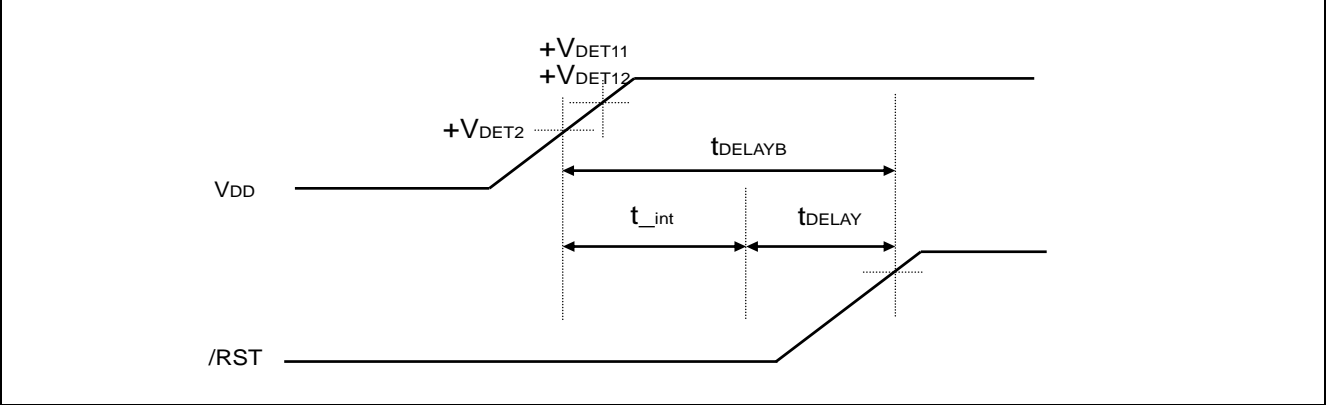 +VDET11
+VDET12
+VDET2
tDELAYB
VDD
t_int
tDELAY
/RST